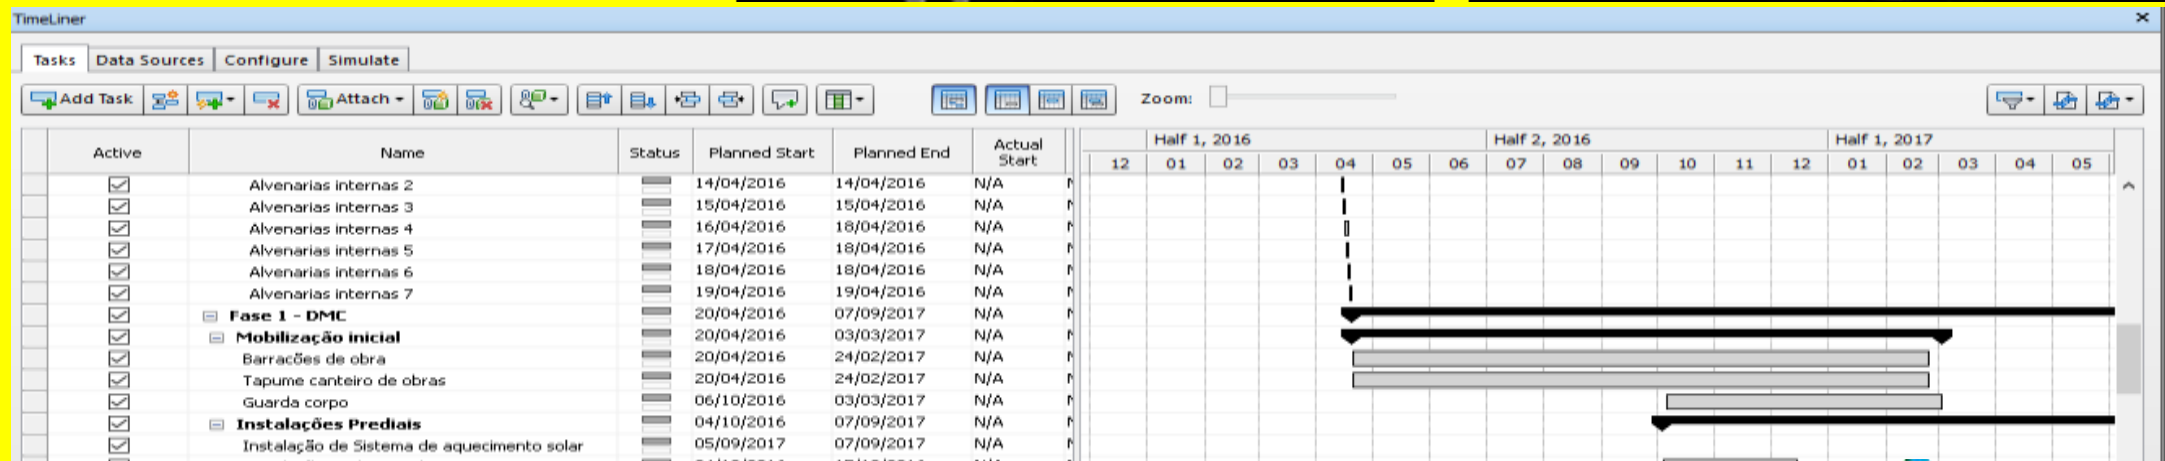 TimeLiner
Tasks Data Sources Configure Simulate
Add Task Attach Zoom:
Active Name Status Planned Start Planned End Actual Start
Half 1, 2016 Half 2, 2016 Half 1, 2017
12 01 02 03 04 05 06 07 08 09 10 11 12 01 02 03 04 05
Alvenarias internas 2 14/04/2016 14/04/2016 N/A
Alvenarias internas 3 15/04/2016 15/04/2016 N/A
Alvenarias internas 4 16/04/2016 18/04/2016 N/A
Alvenarias internas 5 17/04/2016 18/04/2016 N/A
Alvenarias internas 6 18/04/2016 18/04/2016 N/A
Alvenarias internas 7 19/04/2016 19/04/2016 N/A
Fase 1 - DMC 20/04/2016 07/09/2017 N/A
Mobilização inicial 20/04/2016 03/03/2017 N/A
Barracões de obra 20/04/2016 24/02/2017 N/A
Tapume canteiro de obras 20/04/2016 24/02/2017 N/A
Guarda corpo 06/10/2016 03/03/2017 N/A
Instalações Prediais 04/10/2016 07/09/2017 N/A
Instalação de Sistema de aquecimento solar 05/09/2017 07/09/2017 N/A